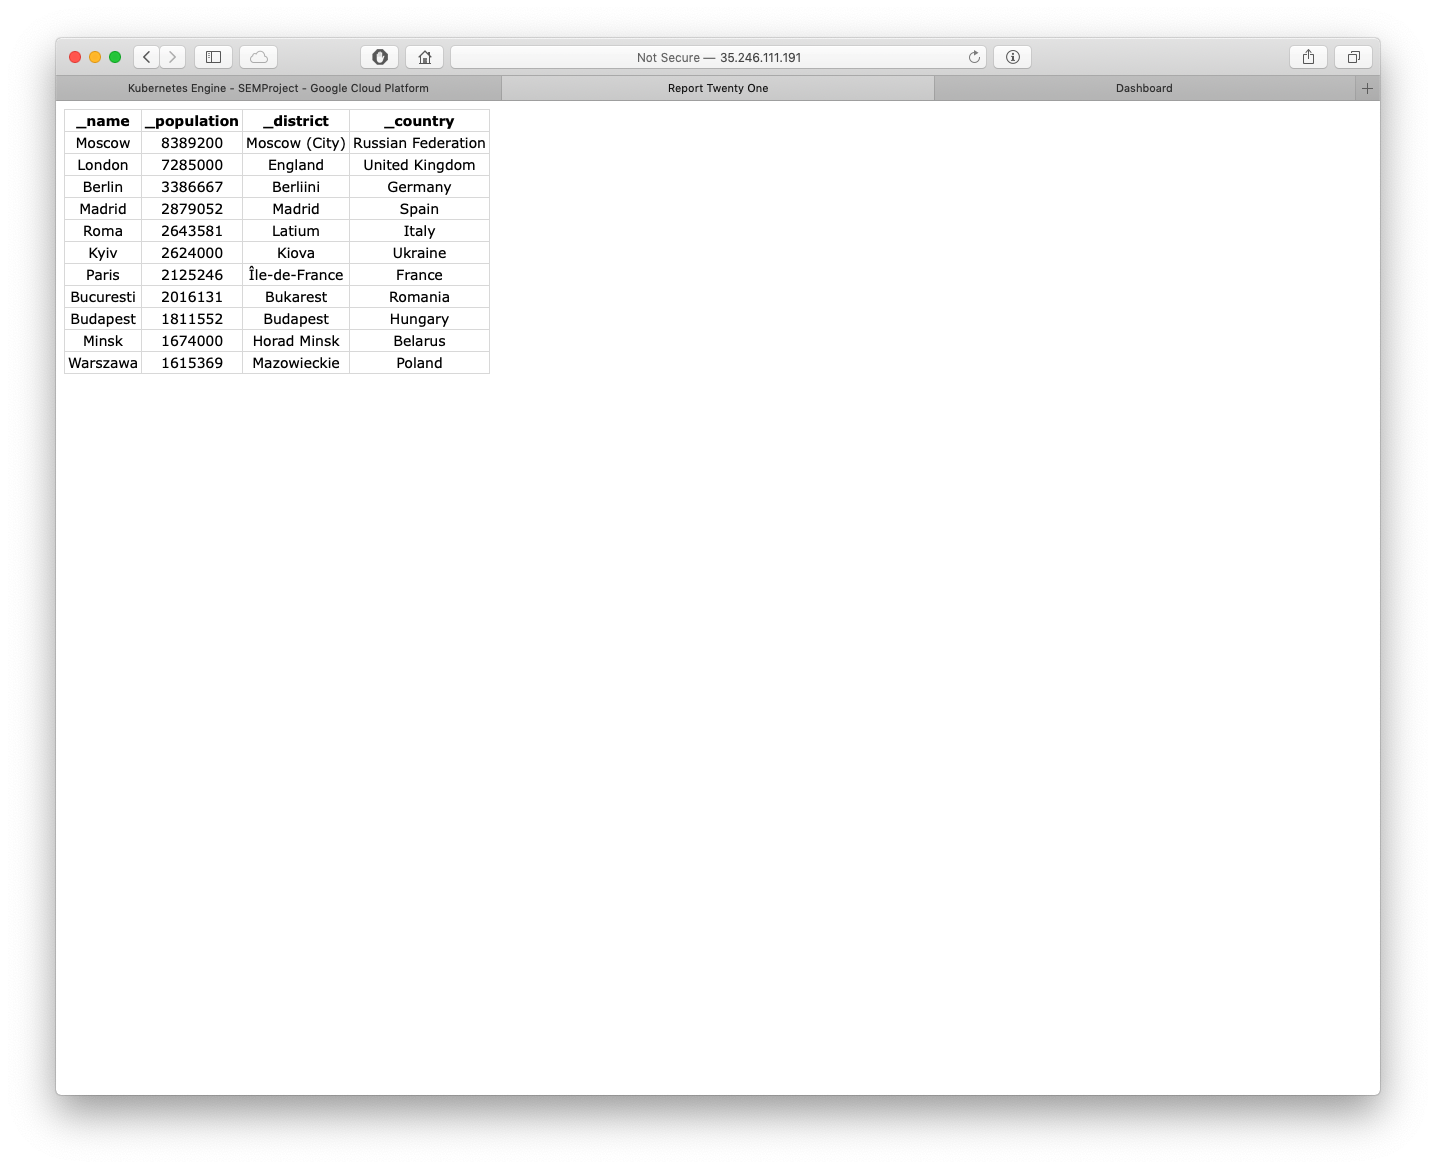 Not Secure — 35.246.111.191
Kubernetes Engine - SEMProject - Google Cloud Platform Report Twenty One Dashboard
_name _population _district _country
Moscow 8389200 Moscow (City) Russian Federation
London 7285000 England United Kingdom
Berlin 3386667 Berliini Germany
Madrid 2879052 Madrid Spain
Roma 2643581 Latium Italy
Kyiv 2624000 Kiova Ukraine
Paris 2125246 Île-de-France France
Bucuresti 2016131 Bukarest Romania
Budapest 1811552 Budapest Hungary
Minsk 1674000 Horad Minsk Belarus
Warszawa 1615369 Mazowieckie Poland